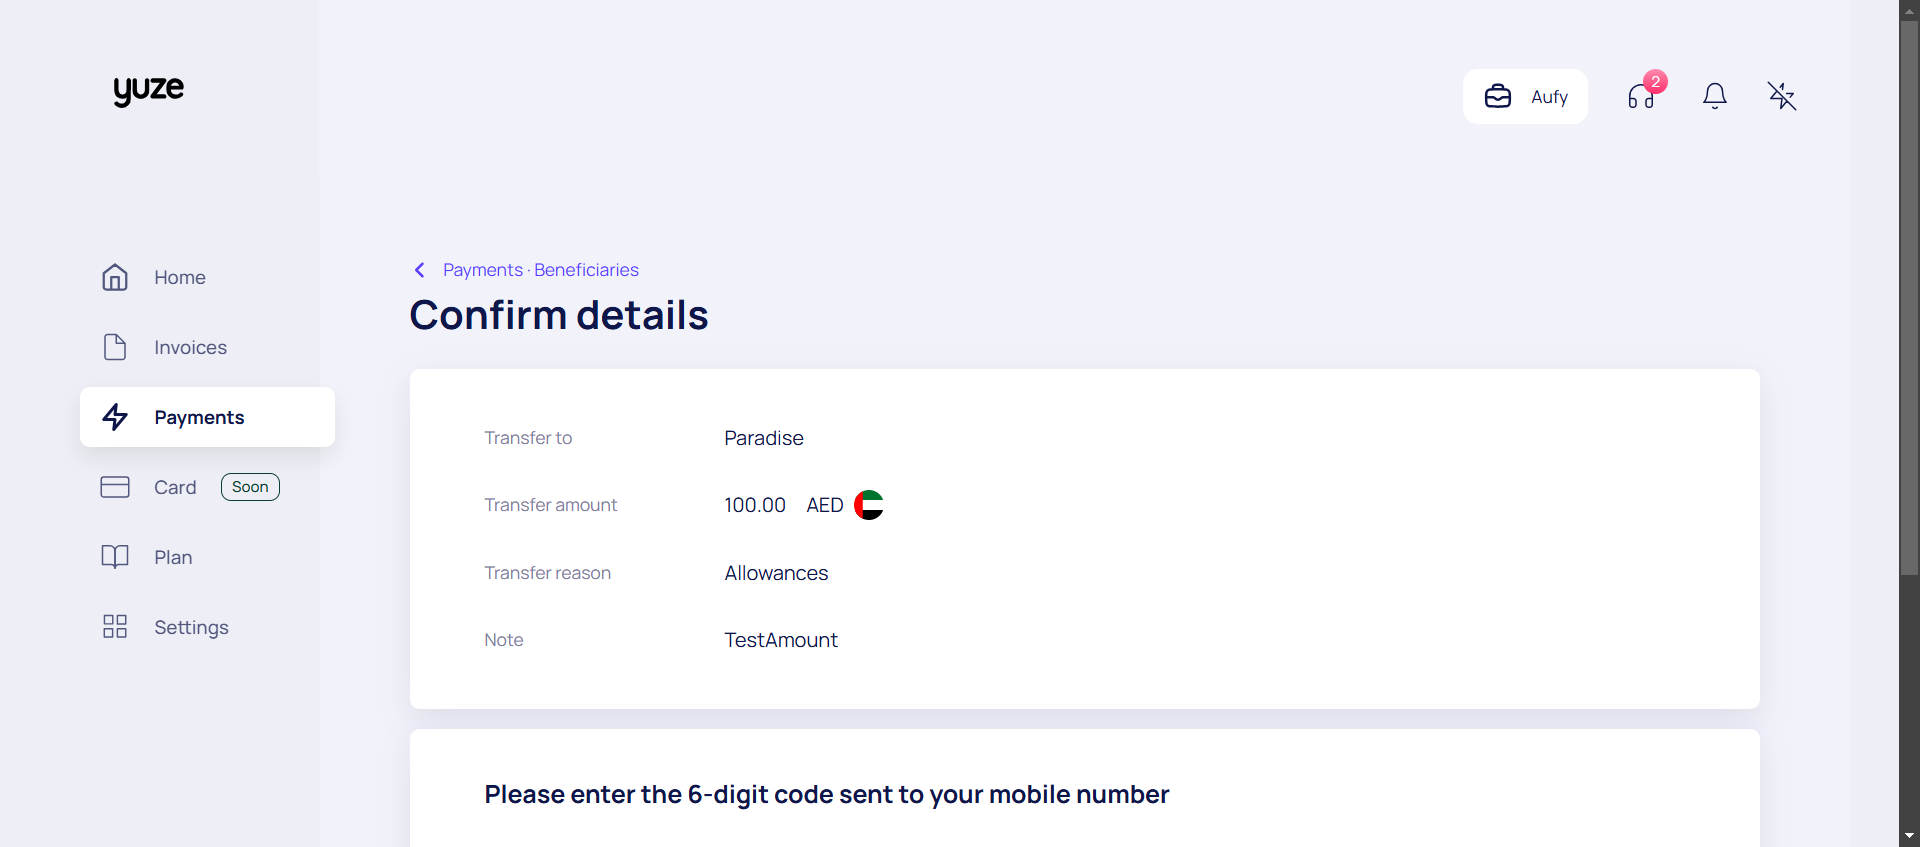 yuze
Aufy
2
Home
Invoices
Payments
Card Soon
Plan
Settings
Payments · Beneficiaries
Confirm details
Transfer to Paradise
Transfer amount 100.00 AED
Transfer reason Allowances
Note TestAmount
Please enter the 6-digit code sent to your mobile number